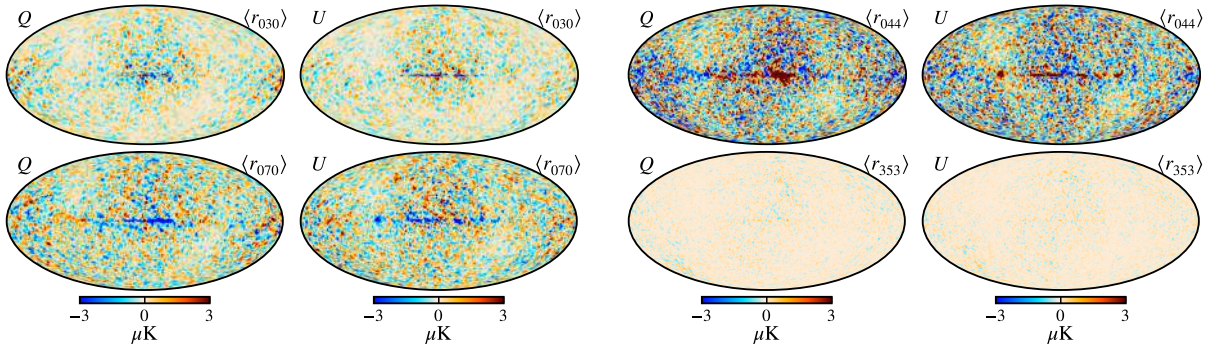 Q ⟨r030⟩ U ⟨r030⟩ Q ⟨r044⟩ U ⟨r044⟩
Q ⟨r070⟩ U ⟨r070⟩ Q ⟨r353⟩ U ⟨r353⟩
−3 0 3 −3 0 3 −3 0 3 −3 0 3
μK μK μK μK